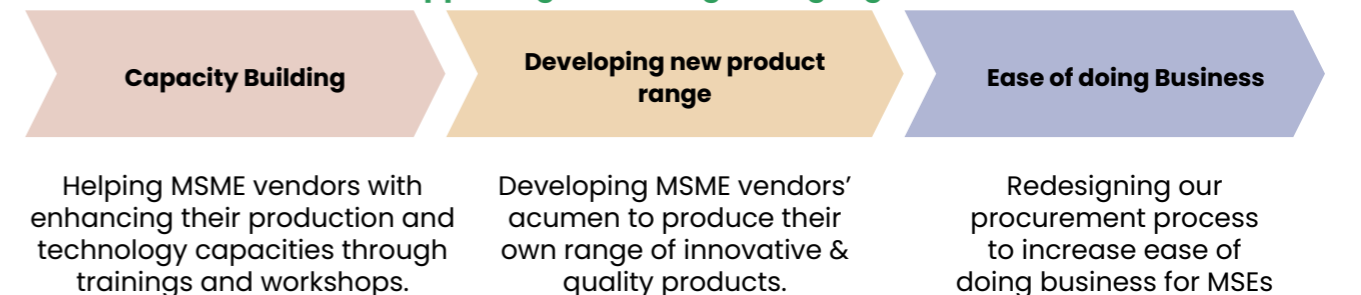 Capacity Building
Developing new product
range
Ease of doing Business
Helping MSME vendors with
enhancing their production and
technology capacities through
trainings and workshops.
Developing MSME vendors’
acumen to produce their
own range of innovative &
quality products.
Redesigning our
procurement process
to increase ease of
doing business for MSEs